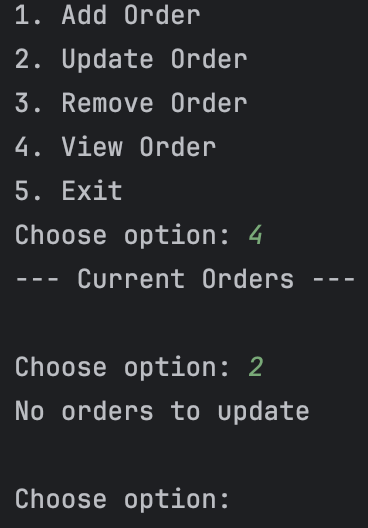 1. Add Order
2. Update Order
3. Remove Order
4. View Order
5. Exit
Choose option: 4
--- Current Orders ---
Choose option: 2
No orders to update
Choose option: